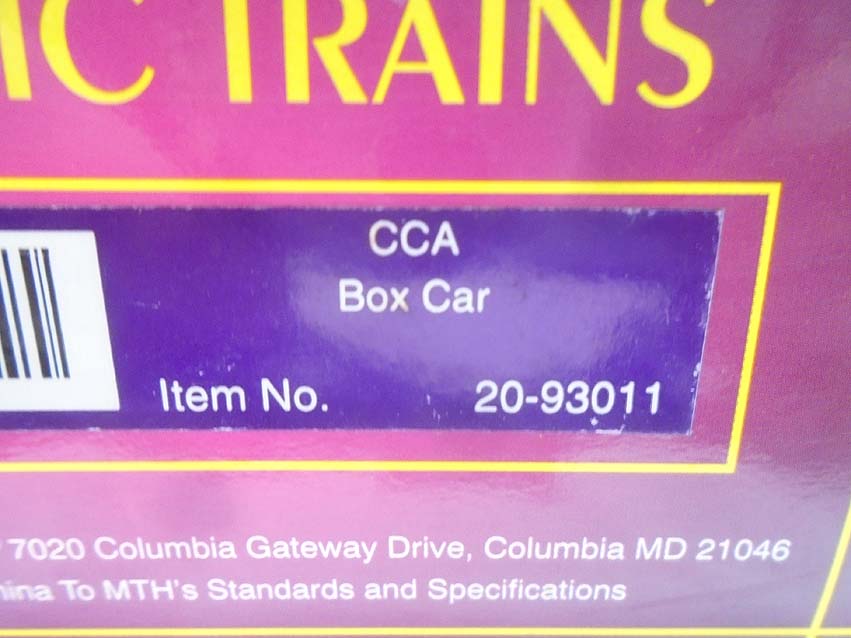 IC TRAINS
CCA
Box Car
Item No. 20-93011
7020 Columbia Gateway Drive, Columbia MD 21046
To MTH's Standards and Specifications